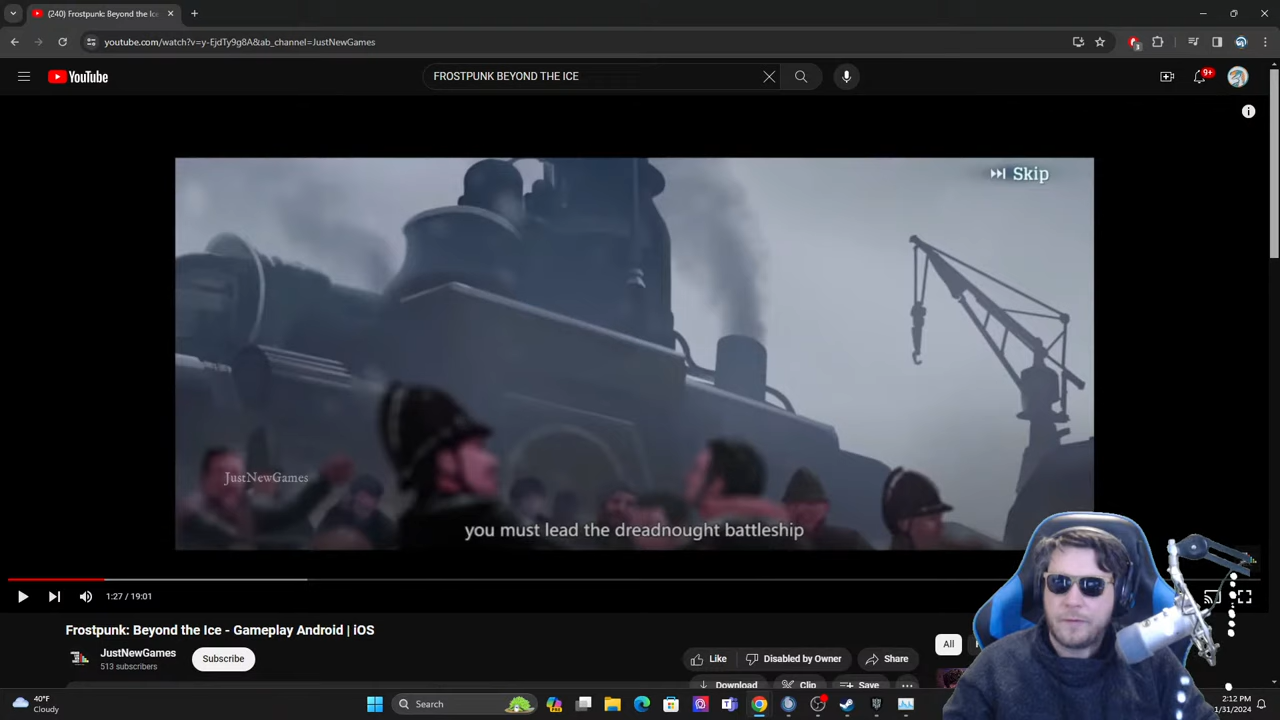 (240) Frostpunk: Beyond the Ice
youtube.com/watch?v=y-EjdTy9g8A&ab_channel=JustNewGames
YouTube
FROSTPUNK BEYOND THE ICE
9+
Skip
JustNewGames
you must lead the dreadnought battleship
1:27 / 19:01
Frostpunk: Beyond the Ice - Gameplay Android | iOS
JustNewGames
513 subscribers
Subscribe
Like
Disabled by Owner
Share
All
Download
Clip
Save
40°F
Cloudy
Search
2:12 PM
1/31/2024